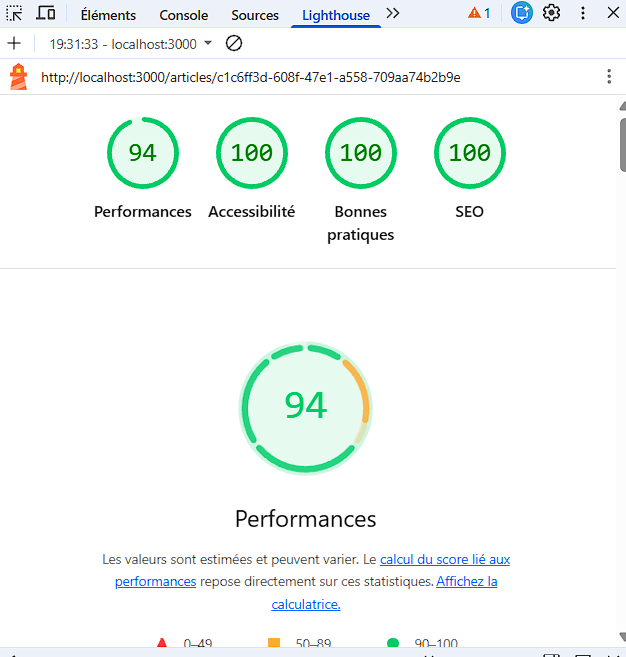 Éléments Console Sources Lighthouse 1
19:31:33 - localhost:3000
http://localhost:3000/articles/c1c6ff3d-608f-47e1-a558-709aa74b2b9e
94 100 100 100
Performances Accessibilité Bonnes pratiques SEO
94
Performances
Les valeurs sont estimées et peuvent varier. Le calcul du score lié aux
performances repose directement sur ces statistiques. Affichez la
calculatrice.
0–49 50–89 90–100